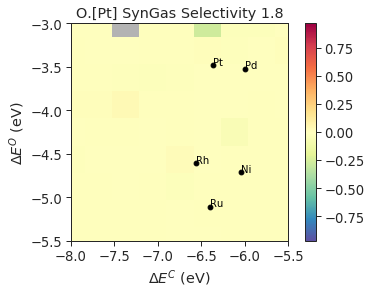 O.[Pt] SynGas Selectivity 1.8
−3.0
−3.5
−4.0
−4.5
−5.0
−5.5
ΔE^O (eV)
Pt
Pd
Rh
Ni
Ru
−8.0 −7.5 −7.0 −6.5 −6.0 −5.5
ΔE^C (eV)
0.75
0.50
0.25
0.00
−0.25
−0.50
−0.75